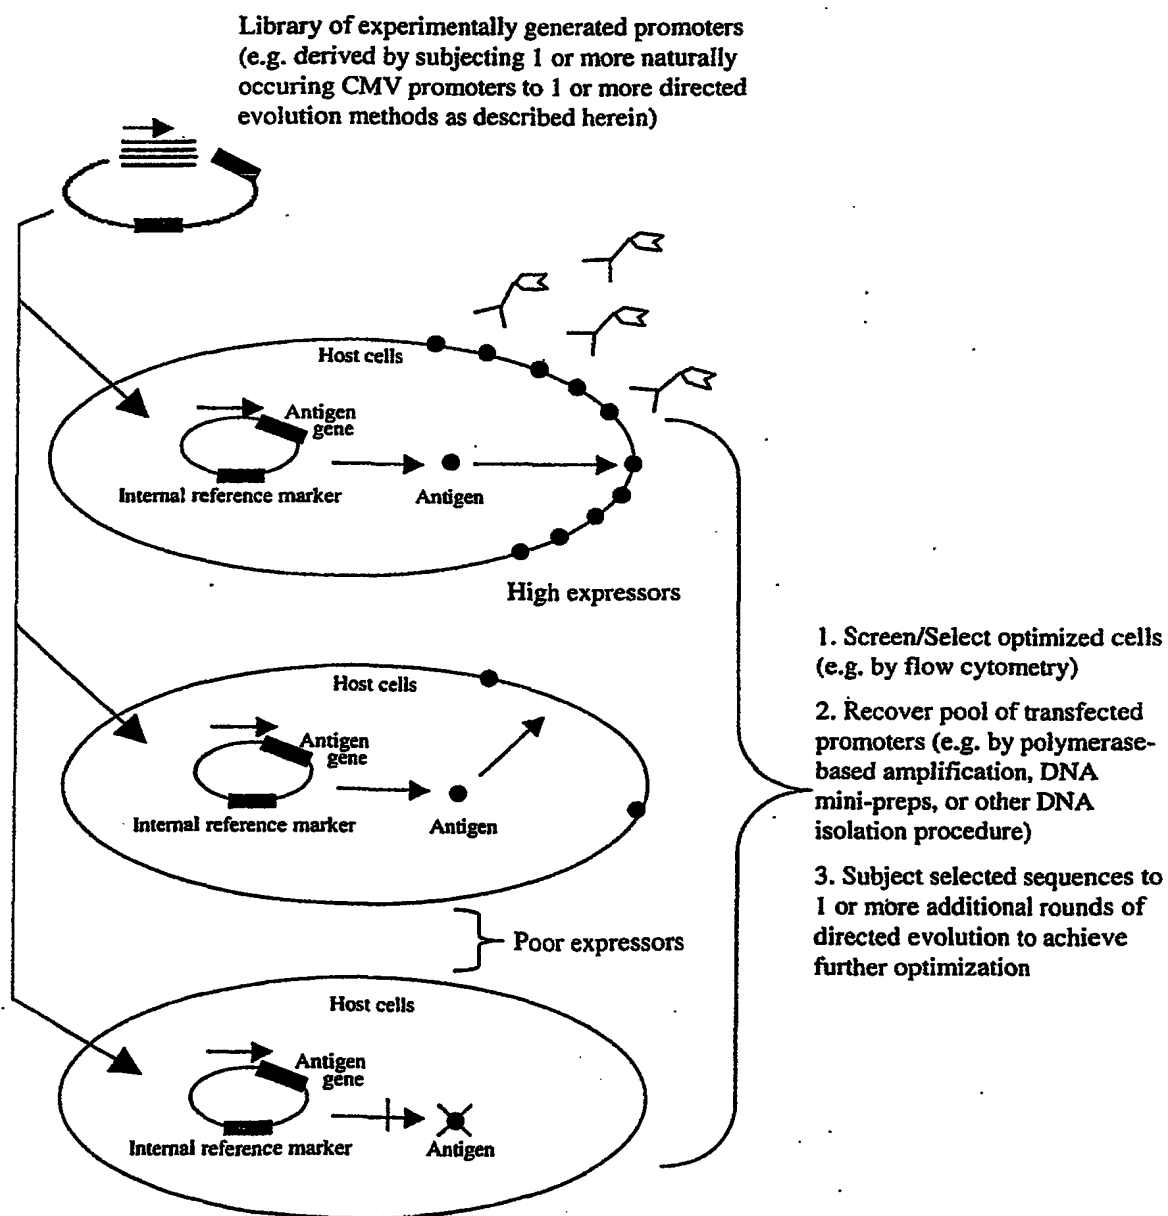 Library of experimentally generated promoters
(e.g. derived by subjecting 1 or more naturally
occuring CMV promoters to 1 or more directed
evolution methods as described herein)
Host cells
Antigen
gene
Internal reference marker
Antigen
High expressors
Host cells
Antigen
gene
Internal reference marker
Antigen
Poor expressors
Host cells
Antigen
gene
Internal reference marker
Antigen
1. Screen/Select optimized cells
(e.g. by flow cytometry)
2. Recover pool of transfected
promoters (e.g. by polymerase-
based amplification, DNA
mini-preps, or other DNA
isolation procedure)
3. Subject selected sequences to
1 or more additional rounds of
directed evolution to achieve
further optimization